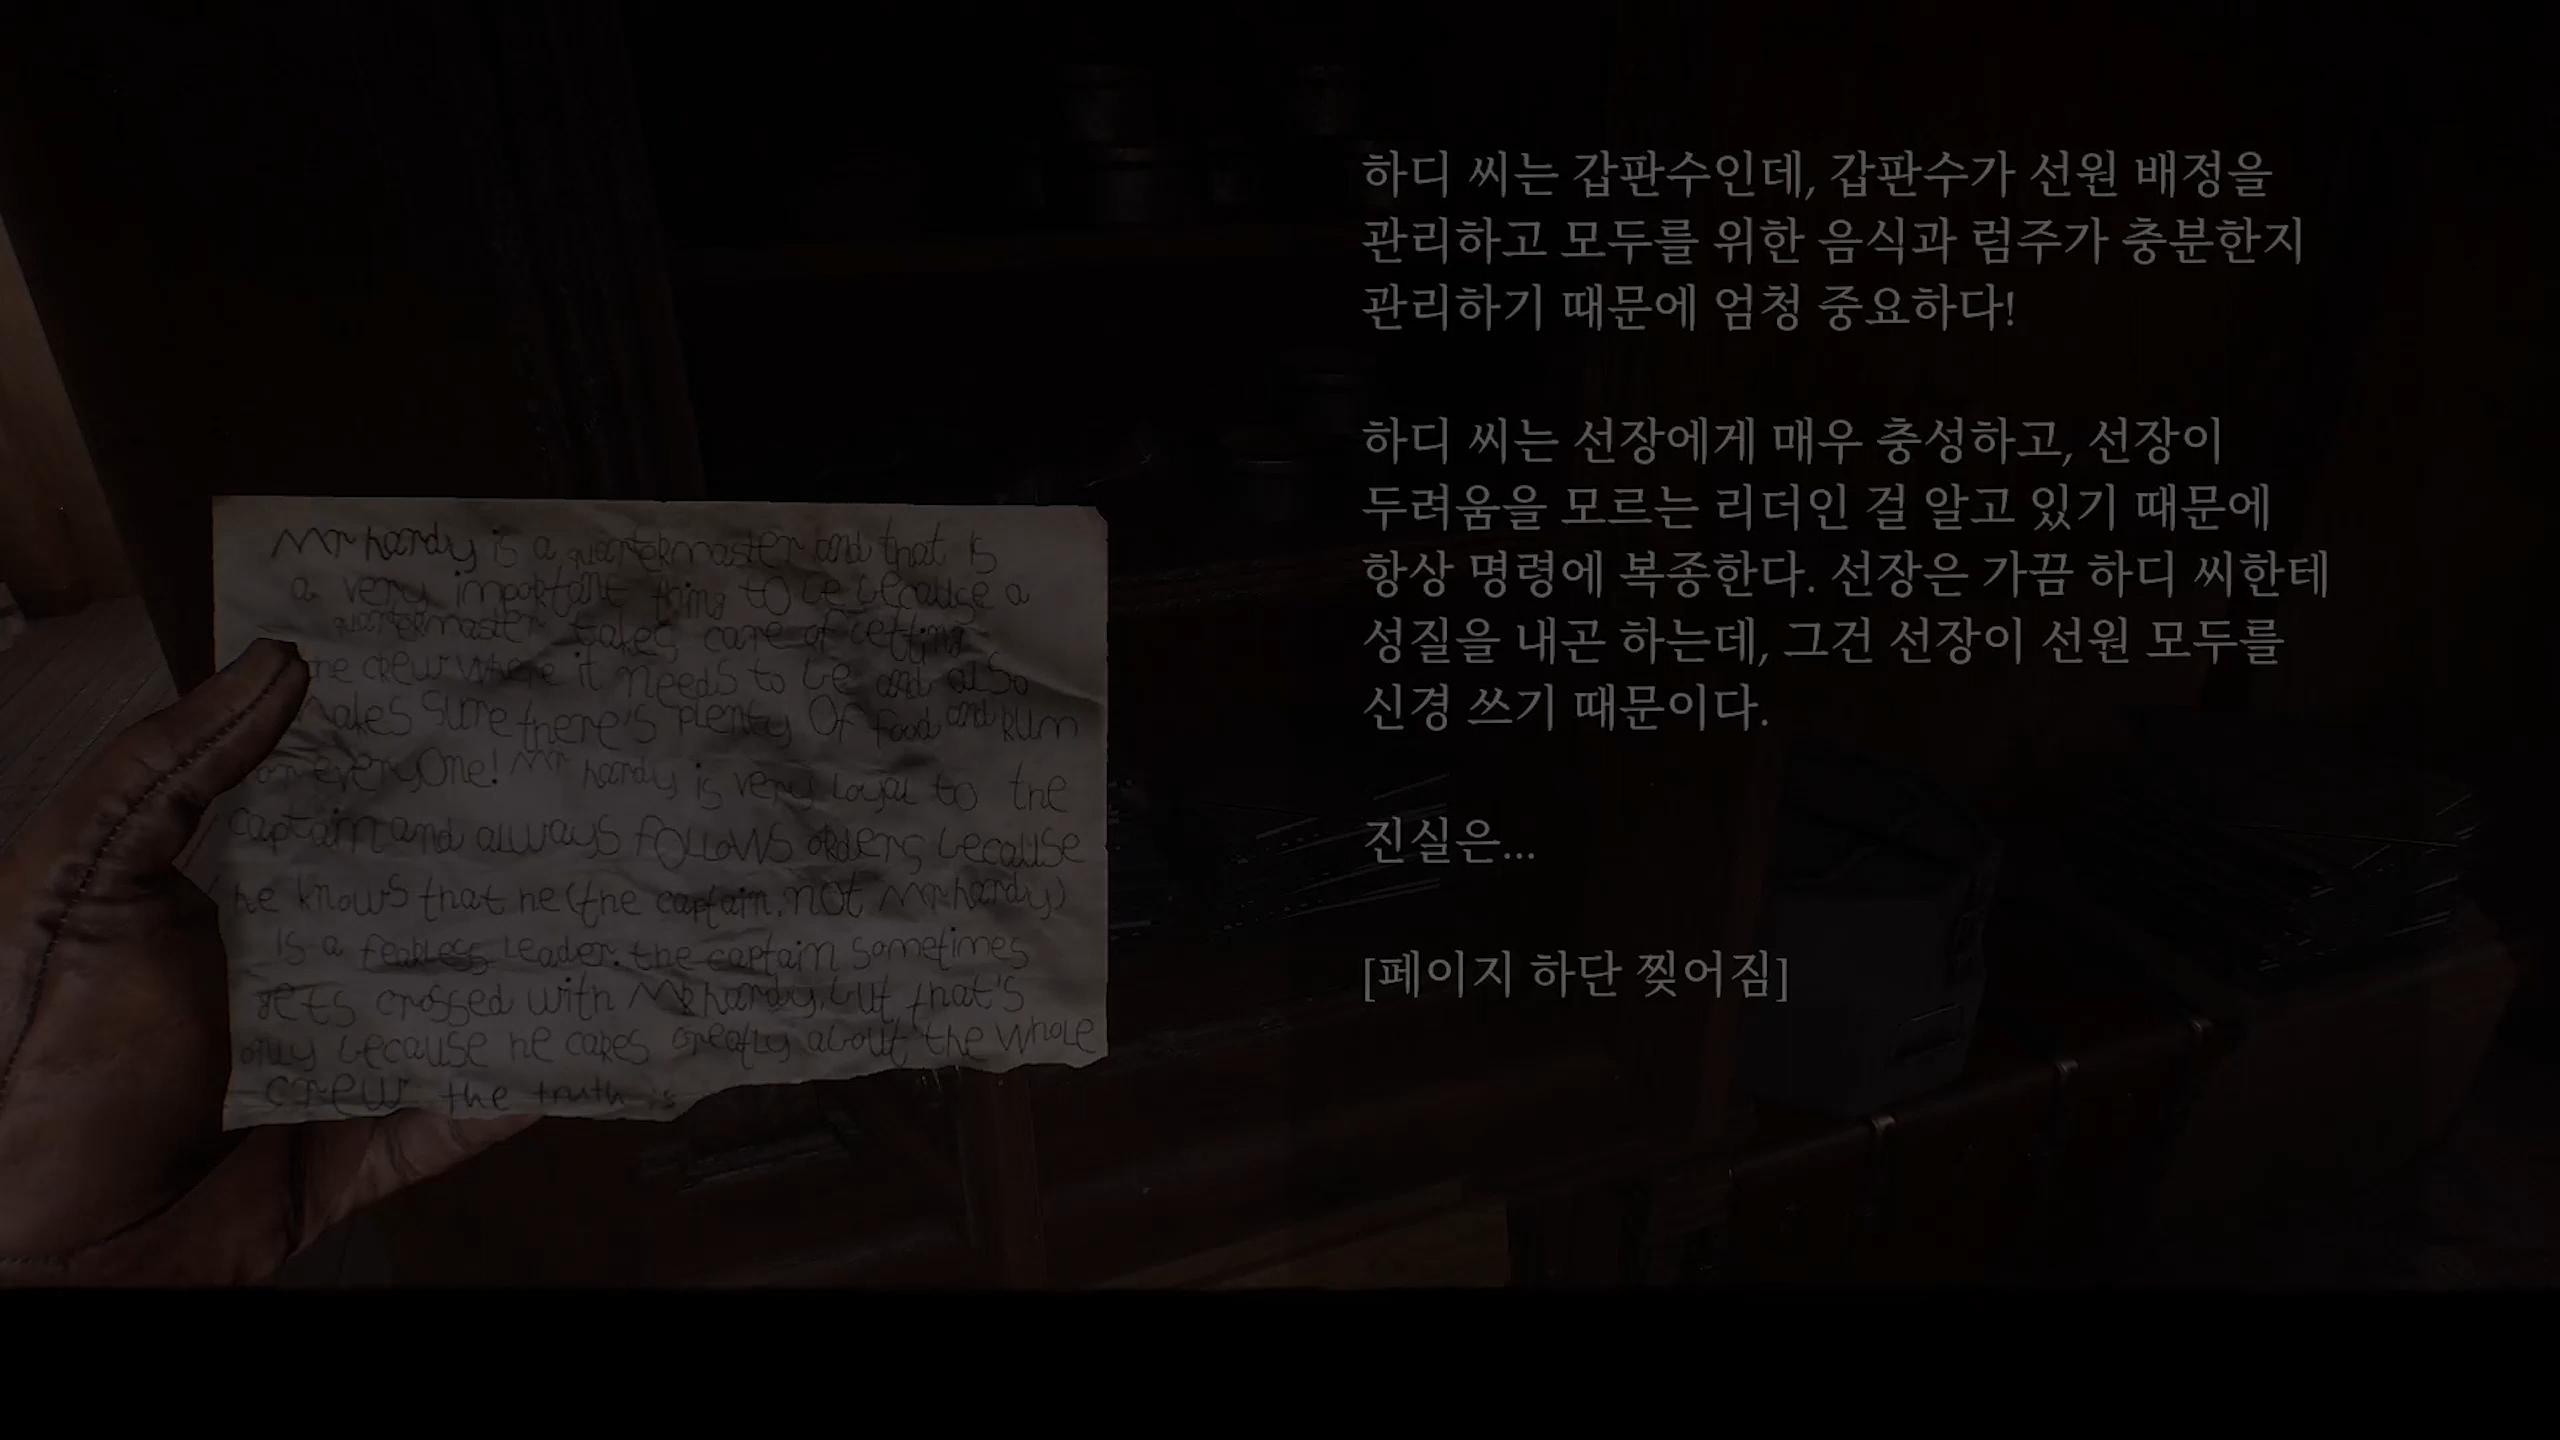 Mr hardy is a quartermaster and that is
a very important thing to be because a
quartermaster takes care of getting
the crew where it needs to be and also
makes sure there's plenty Of food and Rum
for everyOne! Mr hardy is very loyal to the
captain and always follows orders because
he knows that he (the captain, not Mr hardy)
is a fearless leader. the captain sometimes
gets crossed with MR hardy, but that's
only because he cares greatly about the whole
crew. the truth is
하디 씨는 갑판수인데, 갑판수가 선원 배정을
관리하고 모두를 위한 음식과 럼주가 충분한지
관리하기 때문에 엄청 중요하다!
하디 씨는 선장에게 매우 충성하고, 선장이
두려움을 모르는 리더인 걸 알고 있기 때문에
항상 명령에 복종한다. 선장은 가끔 하디 씨한테
성질을 내곤 하는데, 그건 선장이 선원 모두를
신경 쓰기 때문이다.
진실은...
[페이지 하단 찢어짐]